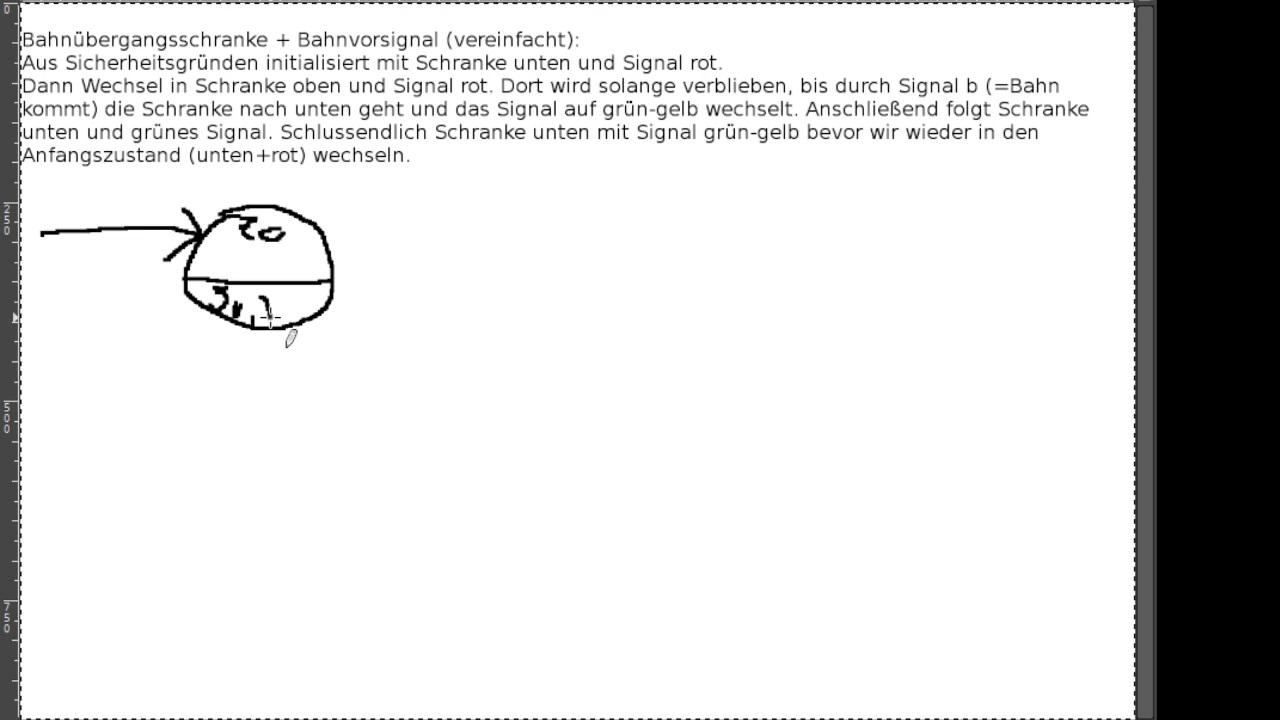 Bahnübergangsschranke + Bahnvorsignal (vereinfacht):
Aus Sicherheitsgründen initialisiert mit Schranke unten und Signal rot.
Dann Wechsel in Schranke oben und Signal rot. Dort wird solange verblieben, bis durch Signal b (=Bahn
kommt) die Schranke nach unten geht und das Signal auf grün-gelb wechselt. Anschließend folgt Schranke
unten und grünes Signal. Schlussendlich Schranke unten mit Signal grün-gelb bevor wir wieder in den
Anfangszustand (unten+rot) wechseln.